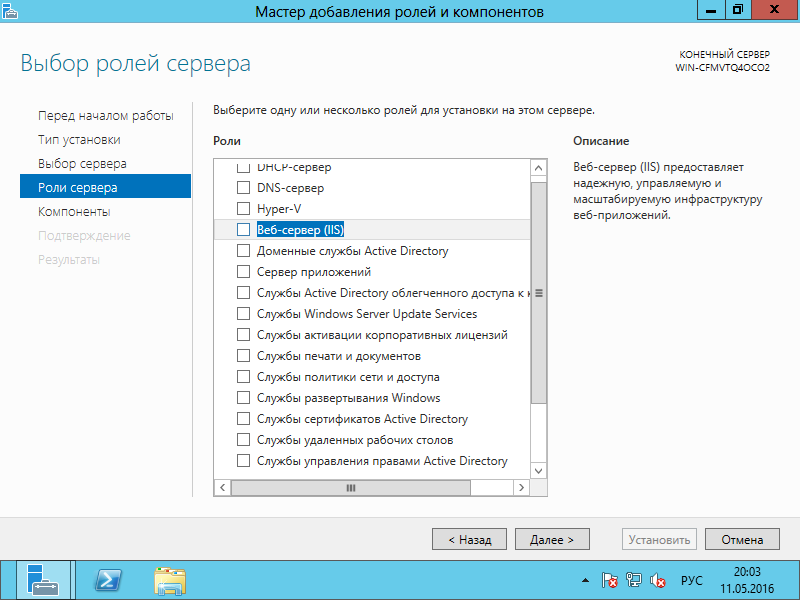 Мастер добавления ролей и компонентов
Выбор ролей сервера
КОНЕЧНЫЙ СЕРВЕР
WIN-CFMVTQ4OCO2
Перед началом работы
Тип установки
Выбор сервера
Роли сервера
Компоненты
Подтверждение
Результаты
Выберите одну или несколько ролей для установки на этом сервере.
Роли
DHCP-сервер
DNS-сервер
Hyper-V
Веб-сервер (IIS)
Доменные службы Active Directory
Сервер приложений
Службы Active Directory облегченного доступа к к
Службы Windows Server Update Services
Службы активации корпоративных лицензий
Службы печати и документов
Службы политики сети и доступа
Службы развертывания Windows
Службы сертификатов Active Directory
Службы удаленных рабочих столов
Службы управления правами Active Directory
Описание
Веб-сервер (IIS) предоставляет
надежную, управляемую и
масштабируемую инфраструктуру
веб-приложений.
< Назад
Далее >
Установить
Отмена
РУС
20:03
11.05.2016